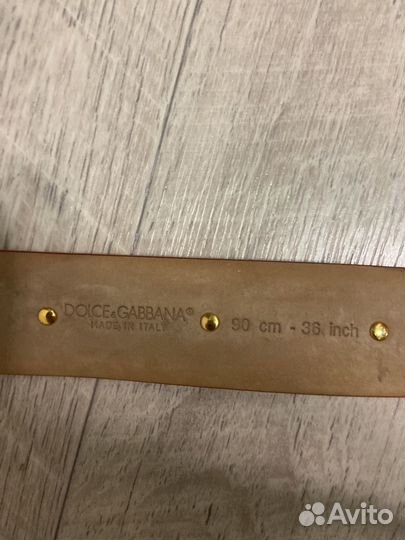 DOLCE&GABBANA®
MADE IN ITALY
90 cm - 36 inch
Avito